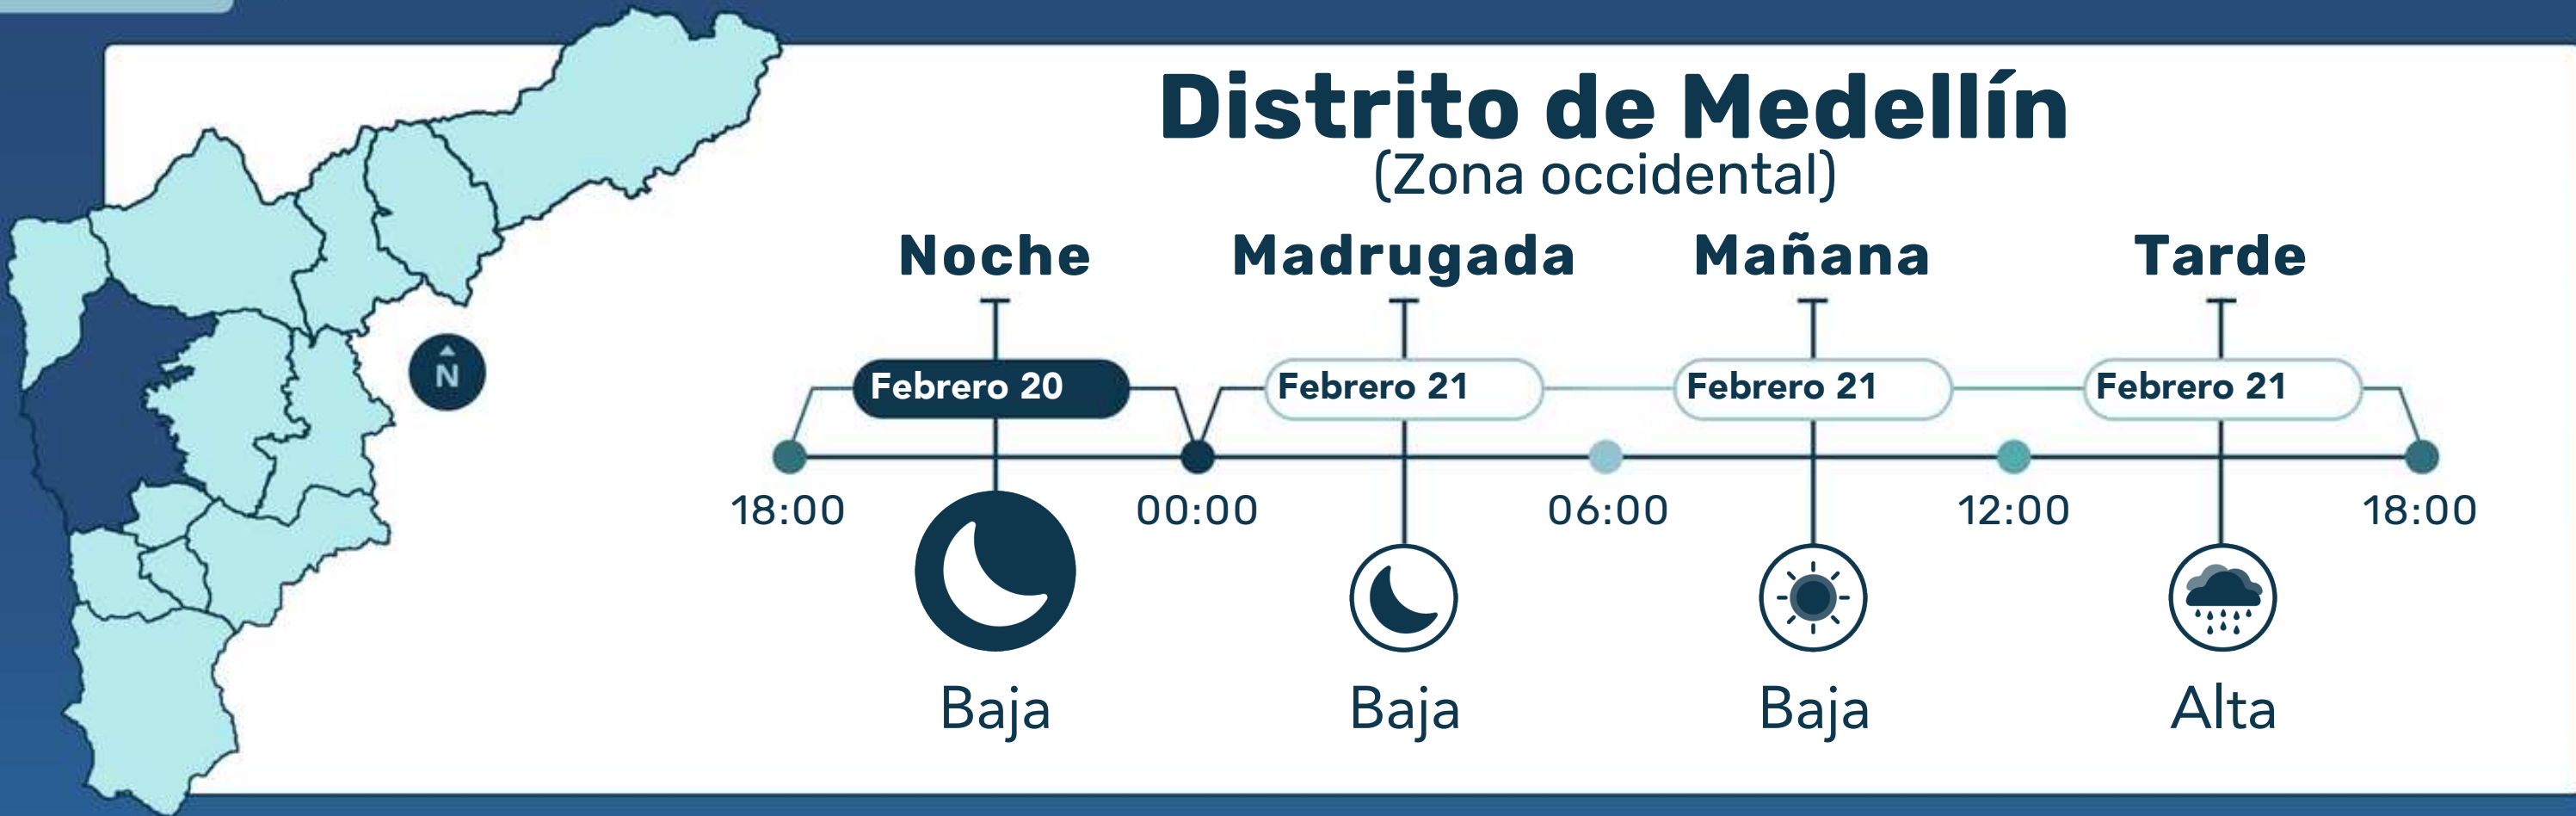 Distrito de Medellín
(Zona occidental)
Noche Madrugada Mañana Tarde
Febrero 20 Febrero 21 Febrero 21 Febrero 21
N
18:00 00:00 06:00 12:00 18:00
Baja Baja Baja Alta